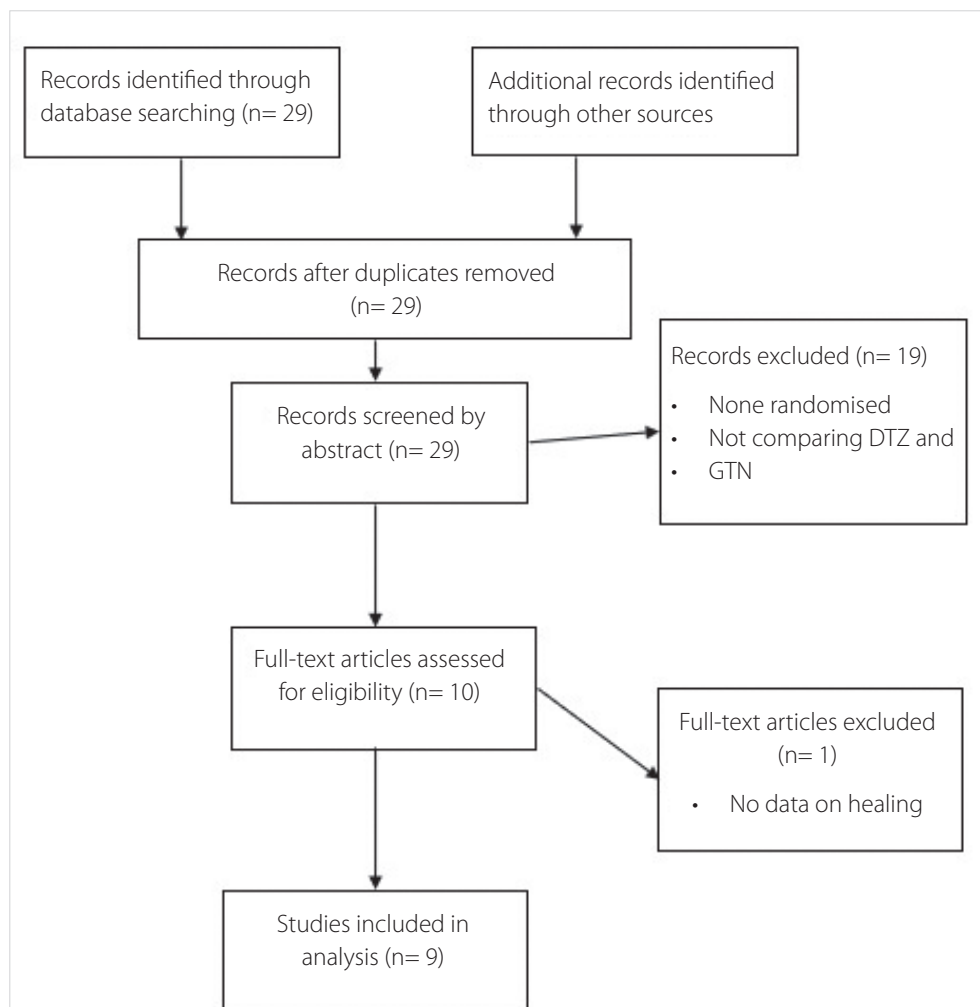 Records identified through
database searching (n= 29)
Additional records identified
through other sources
Records after duplicates removed
(n= 29)
Records screened by
abstract (n= 29)
Records excluded (n= 19)
• None randomised
• Not comparing DTZ and
• GTN
Full-text articles assessed
for eligibility (n= 10)
Full-text articles excluded
(n= 1)
• No data on healing
Studies included in
analysis (n= 9)